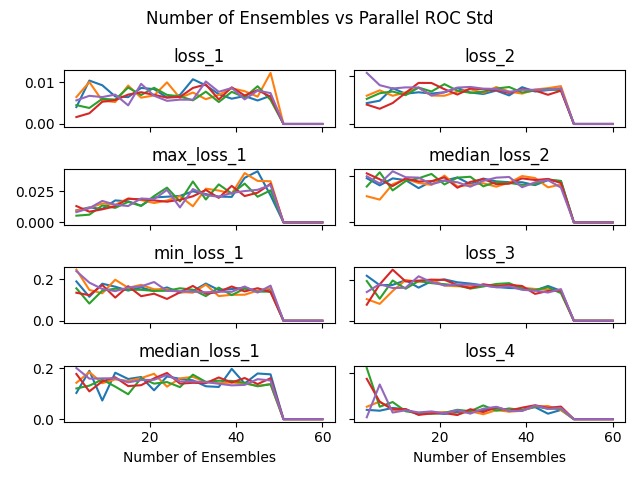 Number of Ensembles vs Parallel ROC Std
loss_1
loss_2
0.01
0.00
max_loss_1
median_loss_2
0.025
0.000
min_loss_1
loss_3
0.2
0.0
median_loss_1
loss_4
0.2
0.0
20
40
60
20
40
60
Number of Ensembles
Number of Ensembles